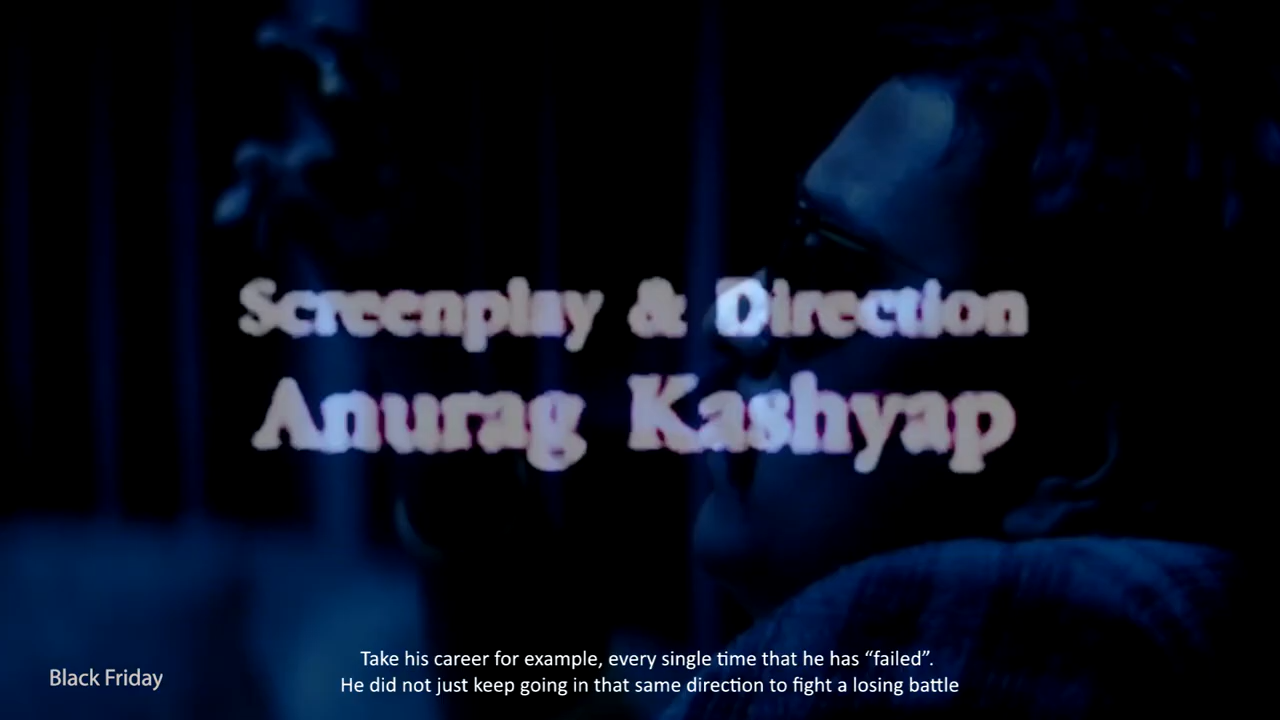 Screenplay & Direction
Anurag Kashyap
Take his career for example, every single time that he has “failed”.
He did not just keep going in that same direction to fight a losing battle
Black Friday